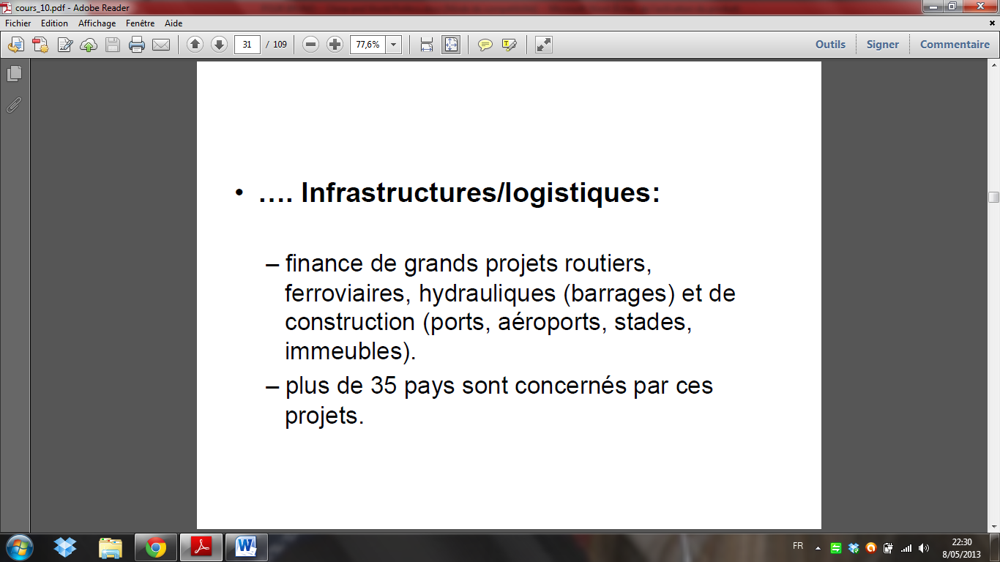 cours_10.pdf - Adobe Reader
Fichier Edition Affichage Fenêtre Aide
31 / 109 77,6% Outils Signer Commentaire
• …. Infrastructures/logistiques:
– finance de grands projets routiers,
ferroviaires, hydrauliques (barrages) et de
construction (ports, aéroports, stades,
immeubles).
– plus de 35 pays sont concernés par ces
projets.
FR 22:30
8/05/2013